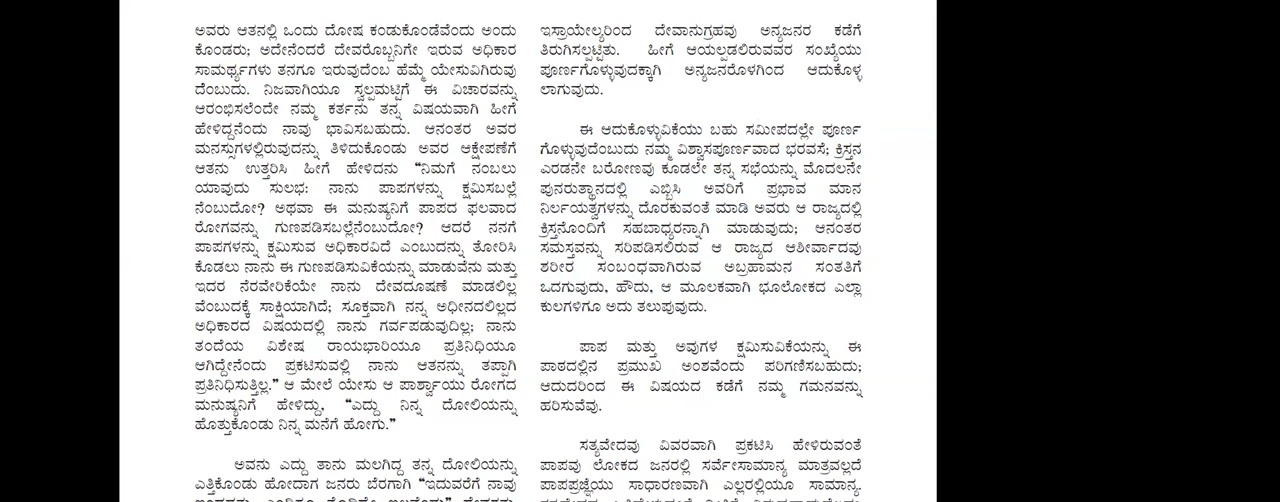 ಅವರು ಆತನಲ್ಲಿ ಒಂದು ದೋಷ ಕಂಡುಕೊಂಡೆವೆಂದು ಅಂದು
ಕೊಂಡರು; ಅದೇನೆಂದರೆ ದೇವರೊಬ್ಬನಿಗೇ ಇರುವ ಅಧಿಕಾರ
ಸಾಮರ್ಥ್ಯಗಳು ತನಗೂ ಇರುವುದೆಂಬ ಹೆಮ್ಮೆ ಯೇಸುವಿಗಿರುವು
ದೆಂಬುದು. ನಿಜವಾಗಿಯೂ ಸ್ವಲ್ಪಮಟ್ಟಿಗೆ ಈ ವಿಚಾರವನ್ನು
ಆರಂಭಿಸಲೆಂದೇ ನಮ್ಮ ಕರ್ತನು ತನ್ನ ವಿಷಯವಾಗಿ ಹೀಗೆ
ಹೇಳಿದ್ದನೆಂದು ನಾವು ಭಾವಿಸಬಹುದು. ಆನಂತರ ಅವರ
ಮನಸ್ಸುಗಳಲ್ಲಿರುವುದನ್ನು ತಿಳಿದುಕೊಂಡು ಅವರ ಆಕ್ಷೇಪಣೆಗೆ
ಆತನು ಉತ್ತರಿಸಿ ಹೀಗೆ ಹೇಳಿದನು “ನಿಮಗೆ ನಂಬಲು
ಯಾವುದು ಸುಲಭ: ನಾನು ಪಾಪಗಳನ್ನು ಕ್ಷಮಿಸಬಲ್ಲೆ
ನೆಂಬುದೋ? ಅಥವಾ ಈ ಮನುಷ್ಯನಿಗೆ ಪಾಪದ ಫಲವಾದ
ರೋಗವನ್ನು ಗುಣಪಡಿಸಬಲ್ಲೆನೆಂಬುದೋ? ಆದರೆ ನನಗೆ
ಪಾಪಗಳನ್ನು ಕ್ಷಮಿಸುವ ಅಧಿಕಾರವಿದೆ ಎಂಬುದನ್ನು ತೋರಿಸಿ
ಕೊಡಲು ನಾನು ಈ ಗುಣಪಡಿಸುವಿಕೆಯನ್ನು ಮಾಡುವೆನು ಮತ್ತು
ಇದರ ನೆರವೇರಿಕೆಯೇ ನಾನು ದೇವದೂಷಣೆ ಮಾಡಲಿಲ್ಲ
ವೆಂಬುದಕ್ಕೆ ಸಾಕ್ಷಿಯಾಗಿದೆ; ಸೂಕ್ತವಾಗಿ ನನ್ನ ಅಧೀನದಲಿಲ್ಲದ
ಅಧಿಕಾರದ ವಿಷಯದಲ್ಲಿ ನಾನು ಗರ್ವಪಡುವುದಿಲ್ಲ; ನಾನು
ತಂದೆಯ ವಿಶೇಷ ರಾಯಭಾರಿಯೂ ಪ್ರತಿನಿಧಿಯೂ
ಆಗಿದ್ದೇನೆಂದು ಪ್ರಕಟಿಸುವಲ್ಲಿ ನಾನು ಆತನನ್ನು ತಪ್ಪಾಗಿ
ಪ್ರತಿನಿಧಿಸುತ್ತಿಲ್ಲ.” ಆ ಮೇಲೆ ಯೇಸು ಆ ಪಾರ್ಶ್ವಾಯು ರೋಗದ
ಮನುಷ್ಯನಿಗೆ ಹೇಳಿದ್ದು, “ಎದ್ದು ನಿನ್ನ ದೋಲಿಯನ್ನು
ಹೊತ್ತುಕೊಂಡು ನಿನ್ನ ಮನೆಗೆ ಹೋಗು.”
ಅವನು ಎದ್ದು ತಾನು ಮಲಗಿದ್ದ ತನ್ನ ದೋಲಿಯನ್ನು
ಎತ್ತಿಕೊಂಡು ಹೋದಾಗ ಜನರು ಬೆರಗಾಗಿ “ಇದುವರೆಗೆ ನಾವು
ಇಸ್ರಾಯೇಲ್ಯರಿಂದ ದೇವಾನುಗ್ರಹವು ಅನ್ಯಜನರ ಕಡೆಗೆ
ತಿರುಗಿಸಲ್ಪಟ್ಟಿತು. ಹೀಗೆ ಆಯಲ್ಪಡಲಿರುವವರ ಸಂಖ್ಯೆಯು
ಪೂರ್ಣಗೊಳ್ಳುವುದಕ್ಕಾಗಿ ಅನ್ಯಜನರೊಳಗಿಂದ ಆದುಕೊಳ್ಳ
ಲಾಗುವುದು.
ಈ ಆದುಕೊಳ್ಳುವಿಕೆಯು ಬಹು ಸಮೀಪದಲ್ಲೇ ಪೂರ್ಣ
ಗೊಳ್ಳುವುದೆಂಬುದು ನಮ್ಮ ವಿಶ್ವಾಸಪೂರ್ಣವಾದ ಭರವಸೆ; ಕ್ರಿಸ್ತನ
ಎರಡನೇ ಬರೋಣವು ಕೂಡಲೇ ತನ್ನ ಸಭೆಯನ್ನು ಮೊದಲನೇ
ಪುನರುತ್ಥಾನದಲ್ಲಿ ಎಬ್ಬಿಸಿ ಅವರಿಗೆ ಪ್ರಭಾವ ಮಾನ
ನಿರ್ಲಯತ್ವಗಳನ್ನು ದೊರಕುವಂತೆ ಮಾಡಿ ಅವರು ಆ ರಾಜ್ಯದಲ್ಲಿ
ಕ್ರಿಸ್ತನೊಂದಿಗೆ ಸಹಬಾಧ್ಯರನ್ನಾಗಿ ಮಾಡುವುದು; ಆನಂತರ
ಸಮಸ್ತವನ್ನು ಸರಿಪಡಿಸಲಿರುವ ಆ ರಾಜ್ಯದ ಆಶೀರ್ವಾದವು
ಶರೀರ ಸಂಬಂಧವಾಗಿರುವ ಅಬ್ರಹಾಮನ ಸಂತತಿಗೆ
ಒದಗುವುದು, ಹೌದು, ಆ ಮೂಲಕವಾಗಿ ಭೂಲೋಕದ ಎಲ್ಲಾ
ಕುಲಗಳಿಗೂ ಅದು ತಲುಪುವುದು.
ಪಾಪ ಮತ್ತು ಅವುಗಳ ಕ್ಷಮಿಸುವಿಕೆಯನ್ನು ಈ
ಪಾಠದಲ್ಲಿನ ಪ್ರಮುಖ ಅಂಶವೆಂದು ಪರಿಗಣಿಸಬಹುದು;
ಆದುದರಿಂದ ಈ ವಿಷಯದ ಕಡೆಗೆ ನಮ್ಮ ಗಮನವನ್ನು
ಹರಿಸುವೆವು.
ಸತ್ಯವೇದವು ವಿವರವಾಗಿ ಪ್ರಕಟಿಸಿ ಹೇಳಿರುವಂತೆ
ಪಾಪವು ಲೋಕದ ಜನರಲ್ಲಿ ಸರ್ವೇಸಾಮಾನ್ಯ ಮಾತ್ರವಲ್ಲದೆ
ಪಾಪಪ್ರಜ್ಞೆಯು ಸಾಧಾರಣವಾಗಿ ಎಲ್ಲರಲ್ಲಿಯೂ ಸಾಮಾನ್ಯ.